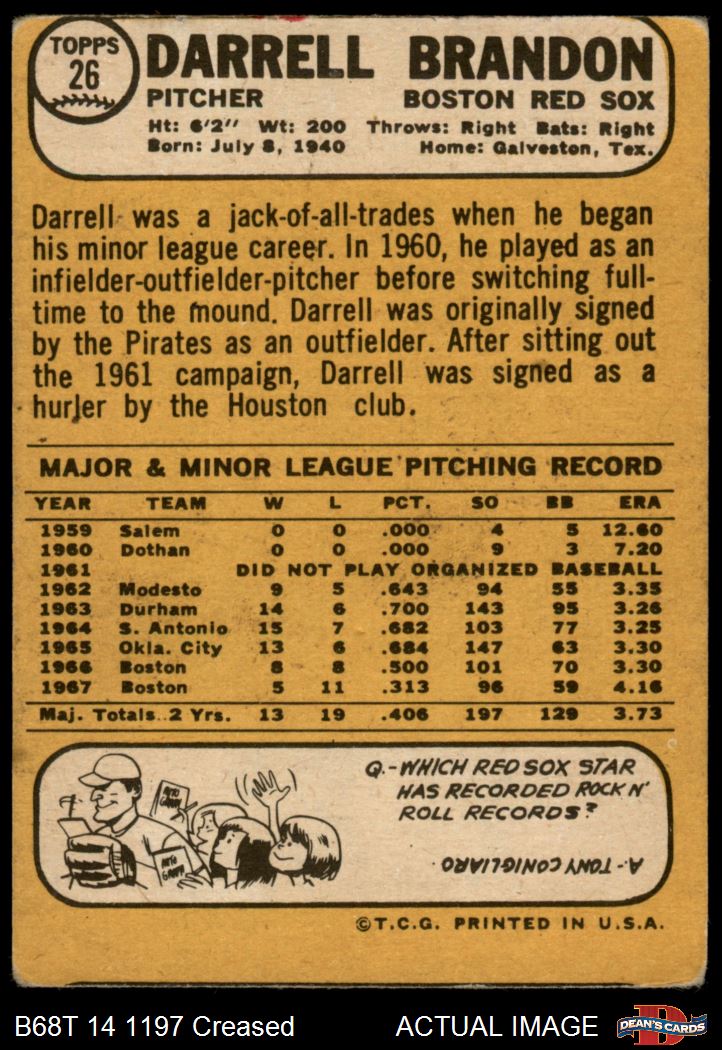 TOPPS
26
DARRELL BRANDON
PITCHER BOSTON RED SOX
Ht: 6'2" Wt: 200 Throws: Right Bats: Right
Born: July 8, 1940 Home: Galveston, Tex.
Darrell was a jack-of-all-trades when he began
his minor league career. In 1960, he played as an
infielder-outfielder-pitcher before switching full-
time to the mound. Darrell was originally signed
by the Pirates as an outfielder. After sitting out
the 1961 campaign, Darrell was signed as a
hurler by the Houston club.
MAJOR & MINOR LEAGUE PITCHING RECORD
YEAR TEAM W L PCT. SO BB ERA
1959 Salem 0 0 .000 4 5 12.60
1960 Dothan 0 0 .000 9 3 7.20
1961 DID NOT PLAY ORGANIZED BASEBALL
1962 Modesto 9 5 .643 94 55 3.35
1963 Durham 14 6 .700 143 95 3.26
1964 S. Antonio 15 7 .682 103 77 3.25
1965 Okla. City 13 6 .684 147 63 3.30
1966 Boston 8 8 .500 101 70 3.30
1967 Boston 5 11 .313 96 59 4.16
Maj. Totals 2 Yrs. 13 19 .406 197 129 3.73
AUTO
GRAPH
AUTO
GRAPH
Q.-WHICH RED SOX STAR
HAS RECORDED ROCK N'
ROLL RECORDS?
A.-TONY CONIGLIARO.
©T.C.G. PRINTED IN U.S.A.
B68T 14 1197 Creased ACTUAL IMAGE
DEAN'S CARDS